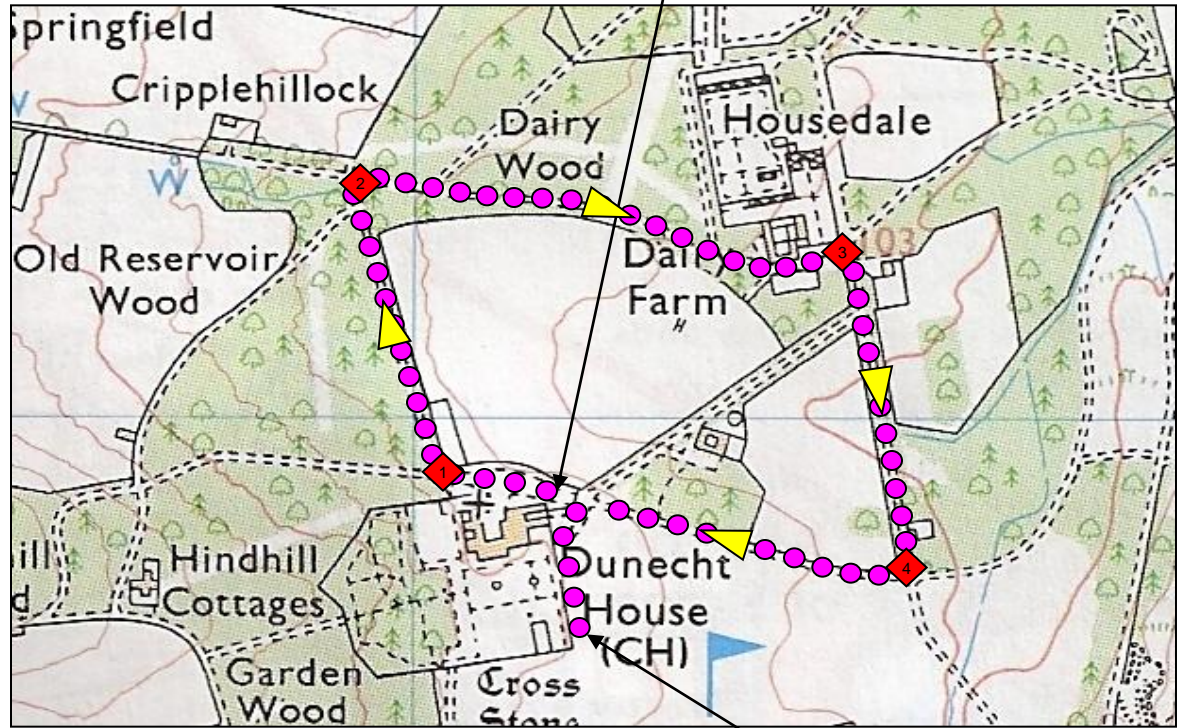 Springfield
Cripplehillock
Dairy
Wood
Housedale
W
2
Old Reservoir
Wood
3
103
Dairy
Farm
H
1
4
Hindhill
Cottages
Dunecht
House
(CH)
Garden
Wood
Cross
Stone